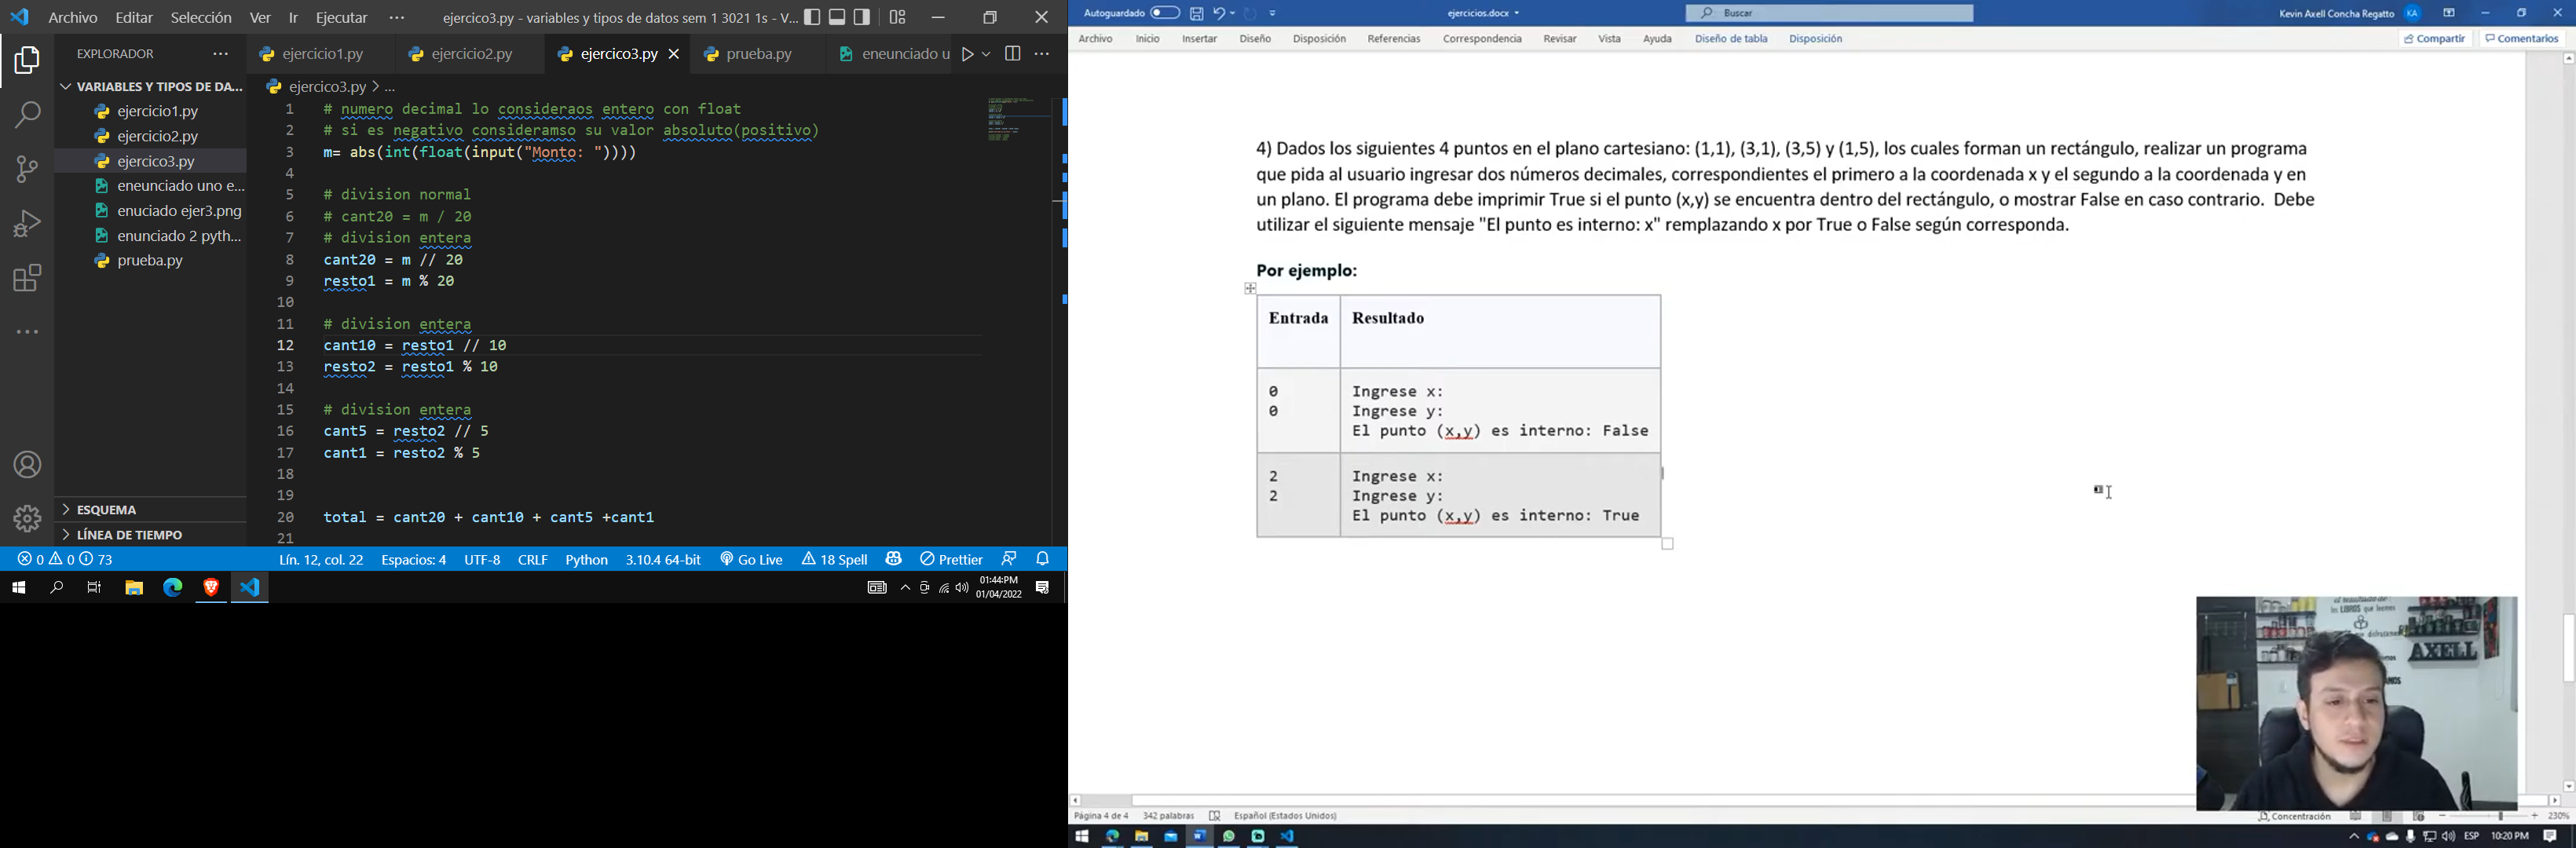 Archivo Editar Selección Ver Ir Ejecutar ··· ejercico3.py - variables y tipos de datos sem 1 3021 1s - V...
EXPLORADOR ···
VARIABLES Y TIPOS DE DA...
ejercicio1.py
ejercicio2.py
ejercico3.py
eneunciado uno e...
enuciado ejer3.png
enunciado 2 pyth...
prueba.py
ESQUEMA
LÍNEA DE TIEMPO
ejercicio1.py ejercicio2.py ejercico3.py prueba.py eneunciado u
ejercico3.py > ...
1 # numero decimal lo consideraos entero con float
2 # si es negativo consideramso su valor absoluto(positivo)
3 m= abs(int(float(input("Monto: "))))
4
5 # division normal
6 # cant20 = m / 20
7 # division entera
8 cant20 = m // 20
9 resto1 = m % 20
10
11 # division entera
12 cant10 = resto1 // 10
13 resto2 = resto1 % 10
14
15 # division entera
16 cant5 = resto2 // 5
17 cant1 = resto2 % 5
18
19
20 total = cant20 + cant10 + cant5 +cant1
21
0 0 73 Lín. 12, col. 22 Espacios: 4 UTF-8 CRLF Python 3.10.4 64-bit Go Live 18 Spell Prettier
01:44:PM
01/04/2022
Autoguardado ejercicios.docx Buscar Kevin Axell Concha Regatto KA
Archivo Inicio Insertar Diseño Disposición Referencias Correspondencia Revisar Vista Ayuda Diseño de tabla Disposición Compartir Comentarios
4) Dados los siguientes 4 puntos en el plano cartesiano: (1,1), (3,1), (3,5) y (1,5), los cuales forman un rectángulo, realizar un programa
que pida al usuario ingresar dos números decimales, correspondientes el primero a la coordenada x y el segundo a la coordenada y en
un plano. El programa debe imprimir True si el punto (x,y) se encuentra dentro del rectángulo, o mostrar False en caso contrario. Debe
utilizar el siguiente mensaje "El punto es interno: x" remplazando x por True o False según corresponda.
Por ejemplo:
Entrada Resultado
0 Ingrese x:
0 Ingrese y:
El punto (x,y) es interno: False
2 Ingrese x:
2 Ingrese y:
El punto (x,y) es interno: True
los LIBROS que leemos
AXELL
Página 4 de 4 342 palabras Español (Estados Unidos) Concentración 230%
ESP 10:20 PM